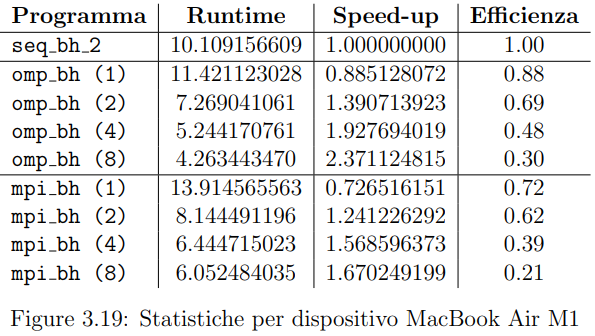 Programma Runtime Speed-up Efficienza
seq_bh_2 10.109156609 1.000000000 1.00
omp_bh (1) 11.421123028 0.885128072 0.88
omp_bh (2) 7.269041061 1.390713923 0.69
omp_bh (4) 5.244170761 1.927694019 0.48
omp_bh (8) 4.263443470 2.371124815 0.30
mpi_bh (1) 13.914565563 0.726516151 0.72
mpi_bh (2) 8.144491196 1.241226292 0.62
mpi_bh (4) 6.444715023 1.568596373 0.39
mpi_bh (8) 6.052484035 1.670249199 0.21
Figure 3.19: Statistiche per dispositivo MacBook Air M1